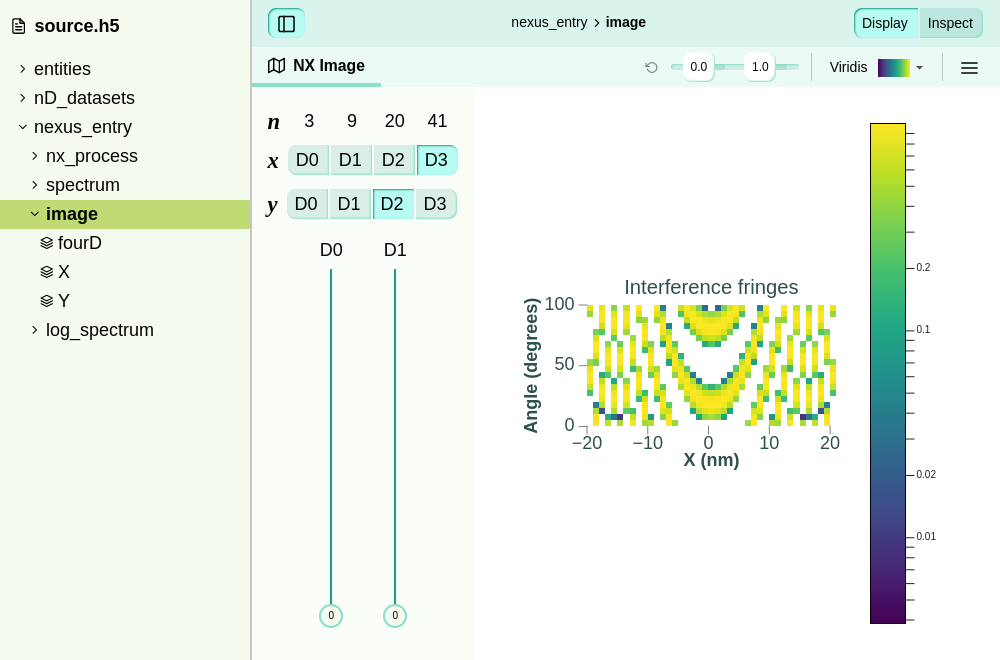 source.h5
entities
nD_datasets
nexus_entry
nx_process
spectrum
image
fourD
X
Y
log_spectrum
nexus_entry > image
Display
Inspect
NX Image
0.0
1.0
Viridis
n 3 9 20 41
x D0 D1 D2 D3
y D0 D1 D2 D3
D0 D1
0 0
Interference fringes
Angle (degrees)
100
50
0
−20 −10 0 10 20
X (nm)
0.2
0.1
0.02
0.01